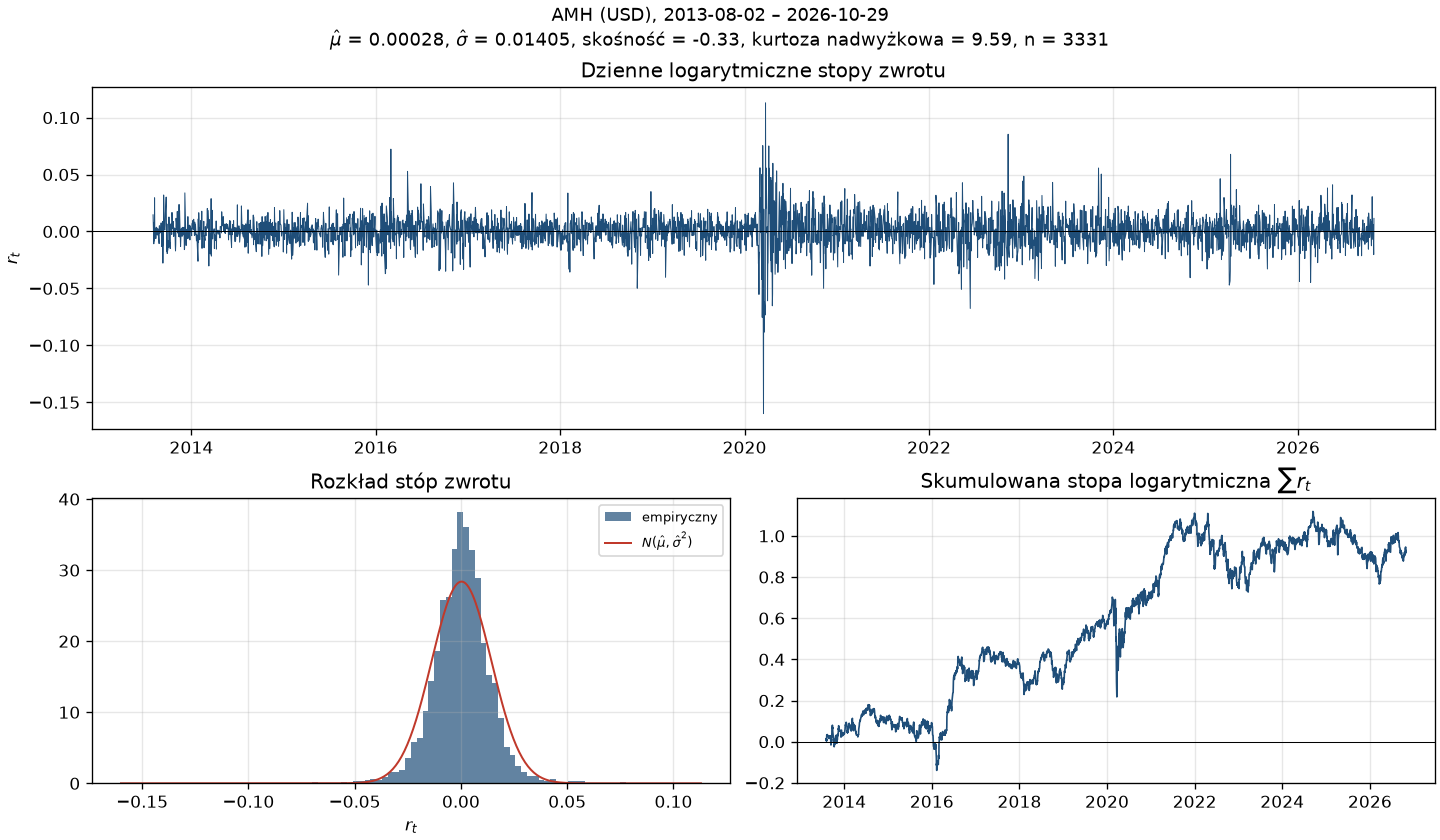 AMH (USD), 2013-08-02 – 2026-10-29
μ̂ = 0.00028, σ̂ = 0.01405, skośność = -0.33, kurtoza nadwyżkowa = 9.59, n = 3331
Dzienne logarytmiczne stopy zwrotu
0.10
0.05
0.00
−0.05
−0.10
−0.15
r_t
2014 2016 2018 2020 2022 2024 2026
Rozkład stóp zwrotu
40
30
20
10
0
empiryczny
N(μ̂, σ̂²)
−0.15 −0.10 −0.05 0.00 0.05 0.10
r_t
Skumulowana stopa logarytmiczna ∑r_t
1.0
0.8
0.6
0.4
0.2
0.0
−0.2
2014 2016 2018 2020 2022 2024 2026